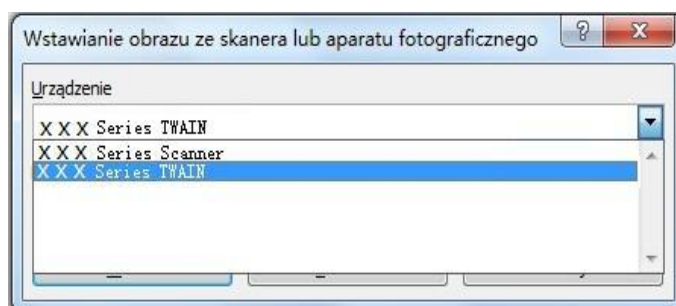 Wstawianie obrazu ze skanera lub aparatu fotograficznego
Urządzenie
X X X Series TWAIN
X X X Series Scanner
X X X Series TWAIN